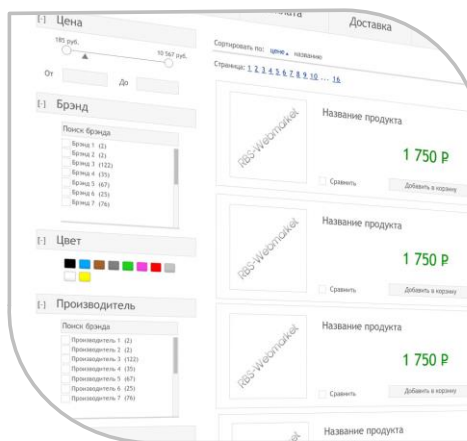 Доставка
[-] Цена
185 руб.
10 567 руб.
От
До
Сортировать по: цене названию
Страница: 1 2 3 4 5 6 7 8 9 10 ... 16
[-] Брэнд
Поиск брэнда
Брэнд 1 (2)
Брэнд 2 (2)
Брэнд 3 (122)
Брэнд 4 (35)
Брэнд 5 (67)
Брэнд 6 (25)
Брэнд 7 (76)
[-] Цвет
[-] Производитель
Поиск брэнда
Производитель 1 (2)
Производитель 2 (2)
Производитель 3 (122)
Производитель 4 (35)
Производитель 5 (67)
Производитель 6 (25)
Производитель 7 (76)
RBS-Webmarket
Название продукта
1 750 ₽
Сравнить
Добавить в корзину
RBS-Webmarket
Название продукта
1 750 ₽
Сравнить
Добавить в корзину
RBS-Webmarket
Название продукта
1 750 ₽
Сравнить
Добавить в корзину
Название продукта